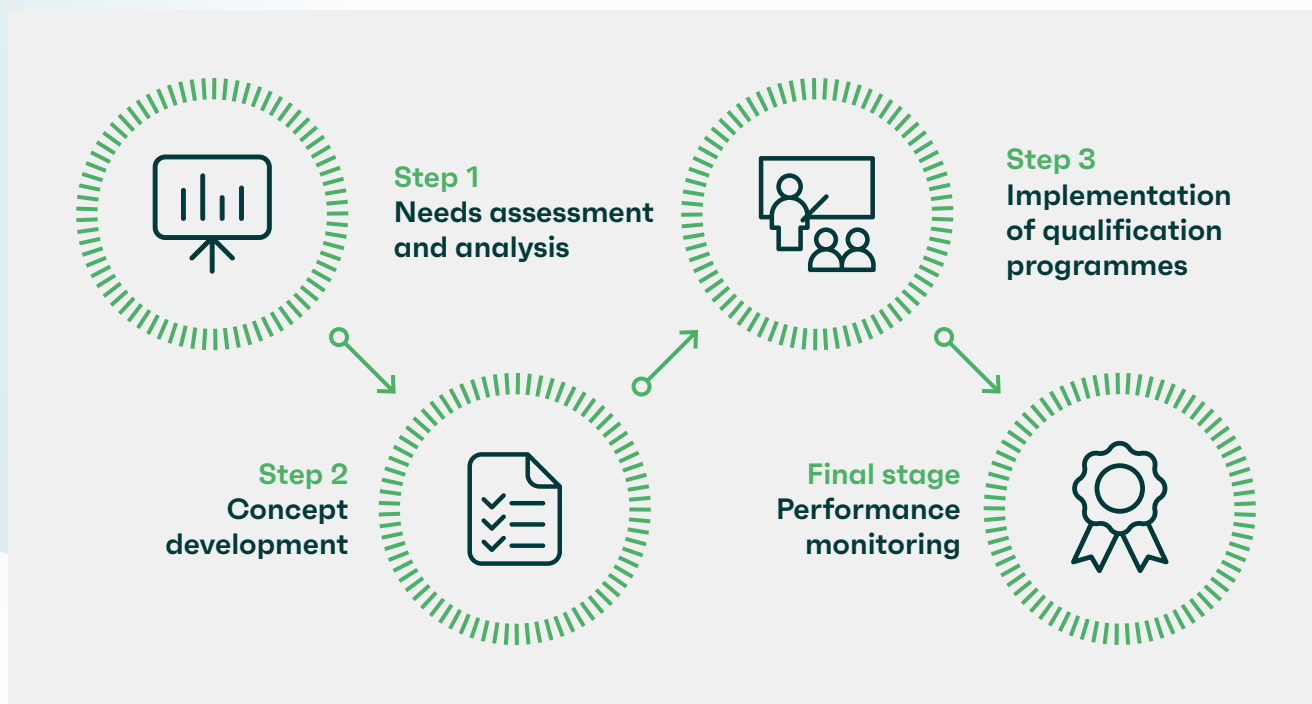 Step 1
Needs assessment
and analysis
Step 2
Concept
development
Step 3
Implementation
of qualification
programmes
Final stage
Performance
monitoring